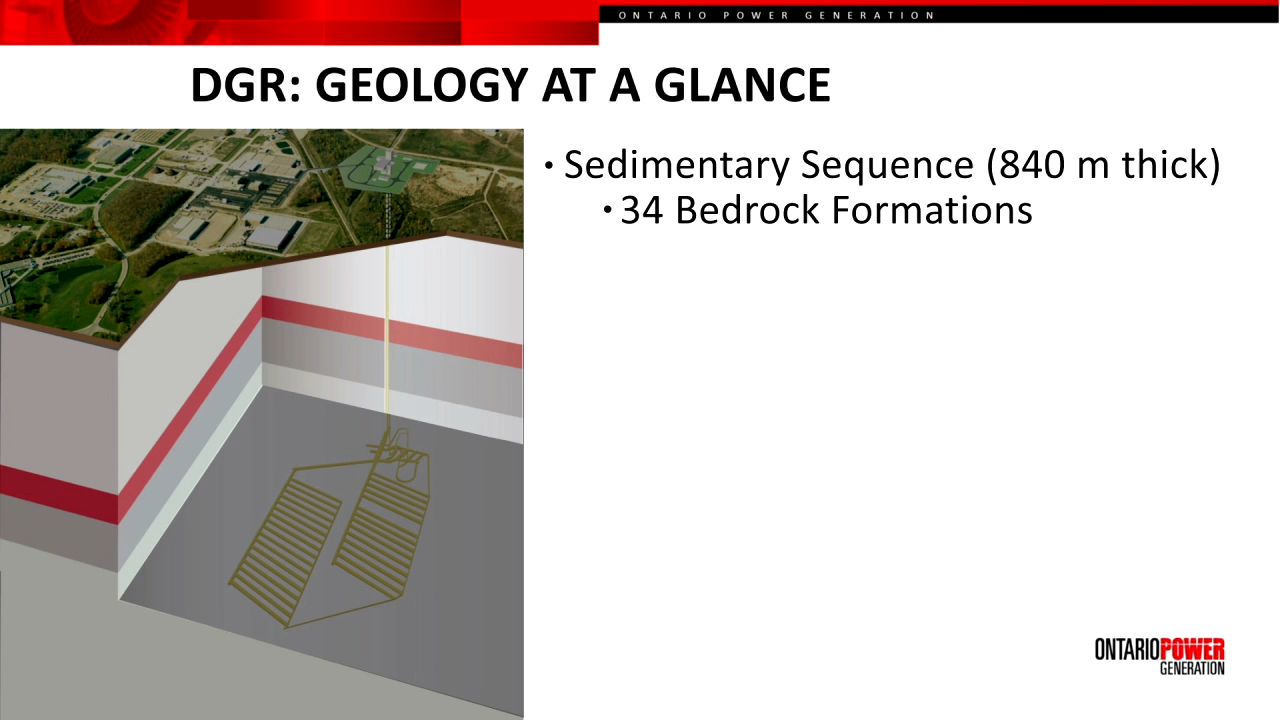 ONTARIO POWER GENERATION
DGR: GEOLOGY AT A GLANCE
• Sedimentary Sequence (840 m thick)
• 34 Bedrock Formations
ONTARIOPOWER
GENERATION